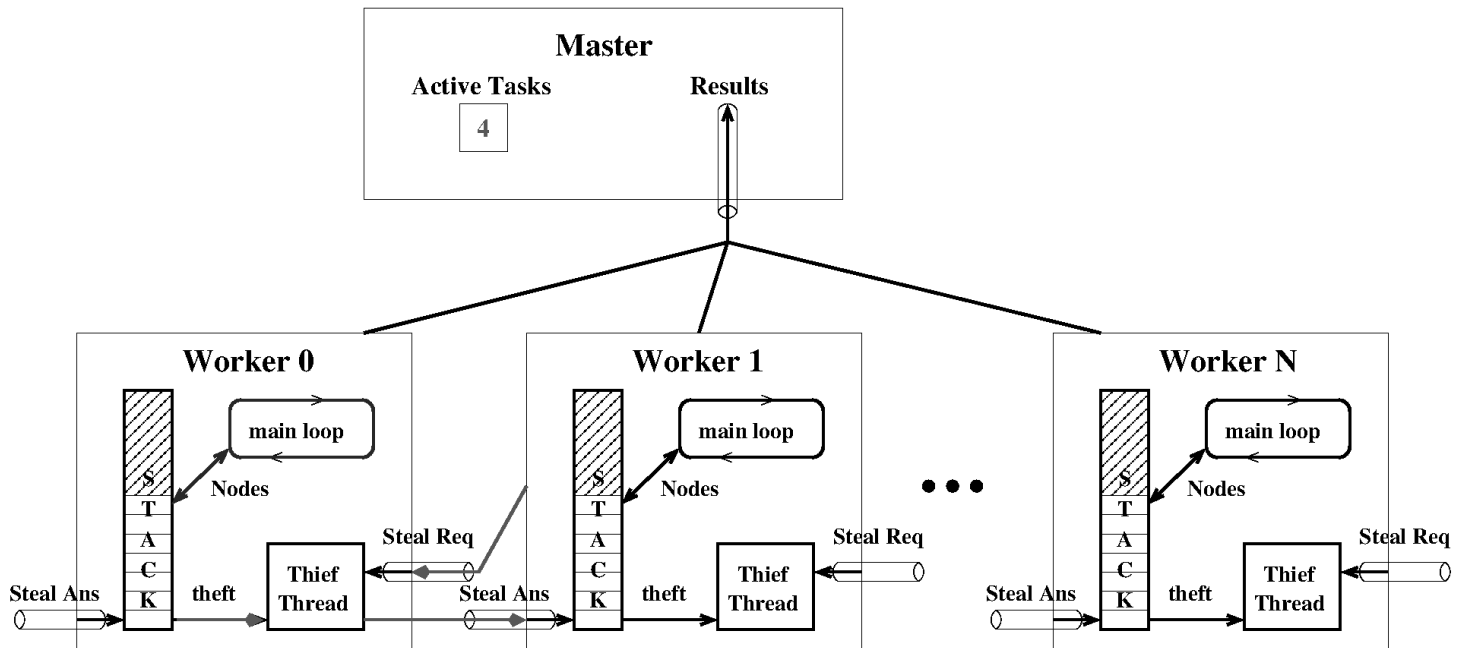 Master
Active Tasks
Results
4
Worker 0
Worker 1
Worker N
main loop
main loop
main loop
S
T
A
C
K
S
T
A
C
K
S
T
A
C
K
Nodes
Nodes
Nodes
Steal Req
Steal Req
Steal Req
Thief
Thread
Thief
Thread
Thief
Thread
Steal Ans
theft
Steal Ans
theft
Steal Ans
theft